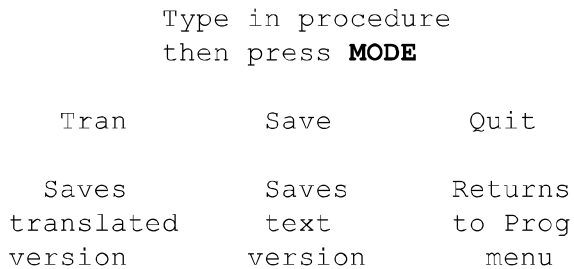 Type in procedure
then press MODE
Tran Save Quit
Saves Saves Returns
translated text to Prog
version version menu